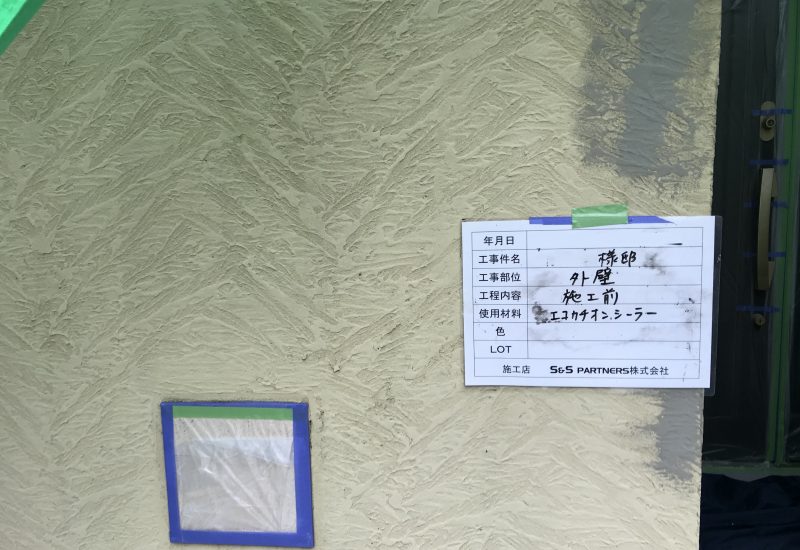 年月日
工事件名 様邸
工事部位 外壁
工程内容 施工前
使用材料 エコカチオンシーラー
色
LOT
施工店 S&S PARTNERS株式会社